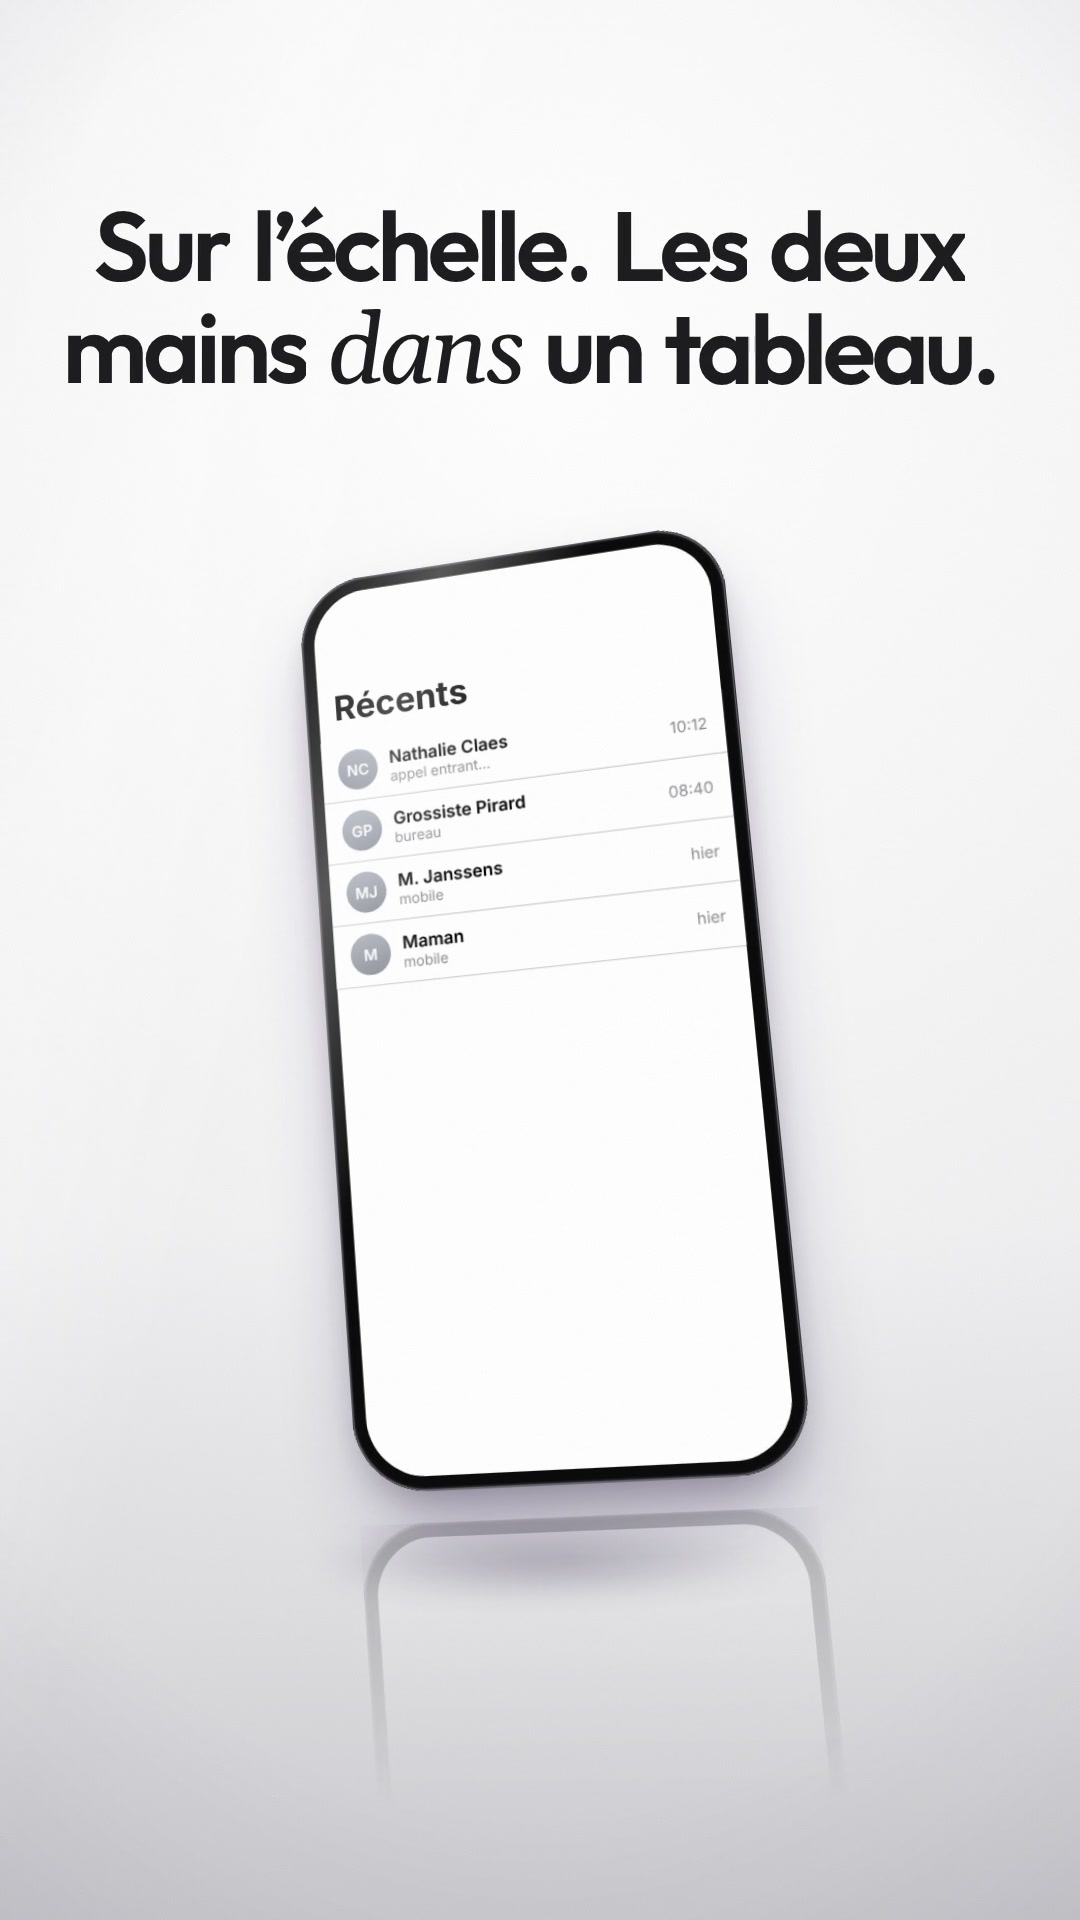 Sur l’échelle. Les deux
mains dans un tableau.
Récents
NC
Nathalie Claes
appel entrant...
10:12
GP
Grossiste Pirard
bureau
08:40
MJ
M. Janssens
mobile
hier
M
Maman
mobile
hier